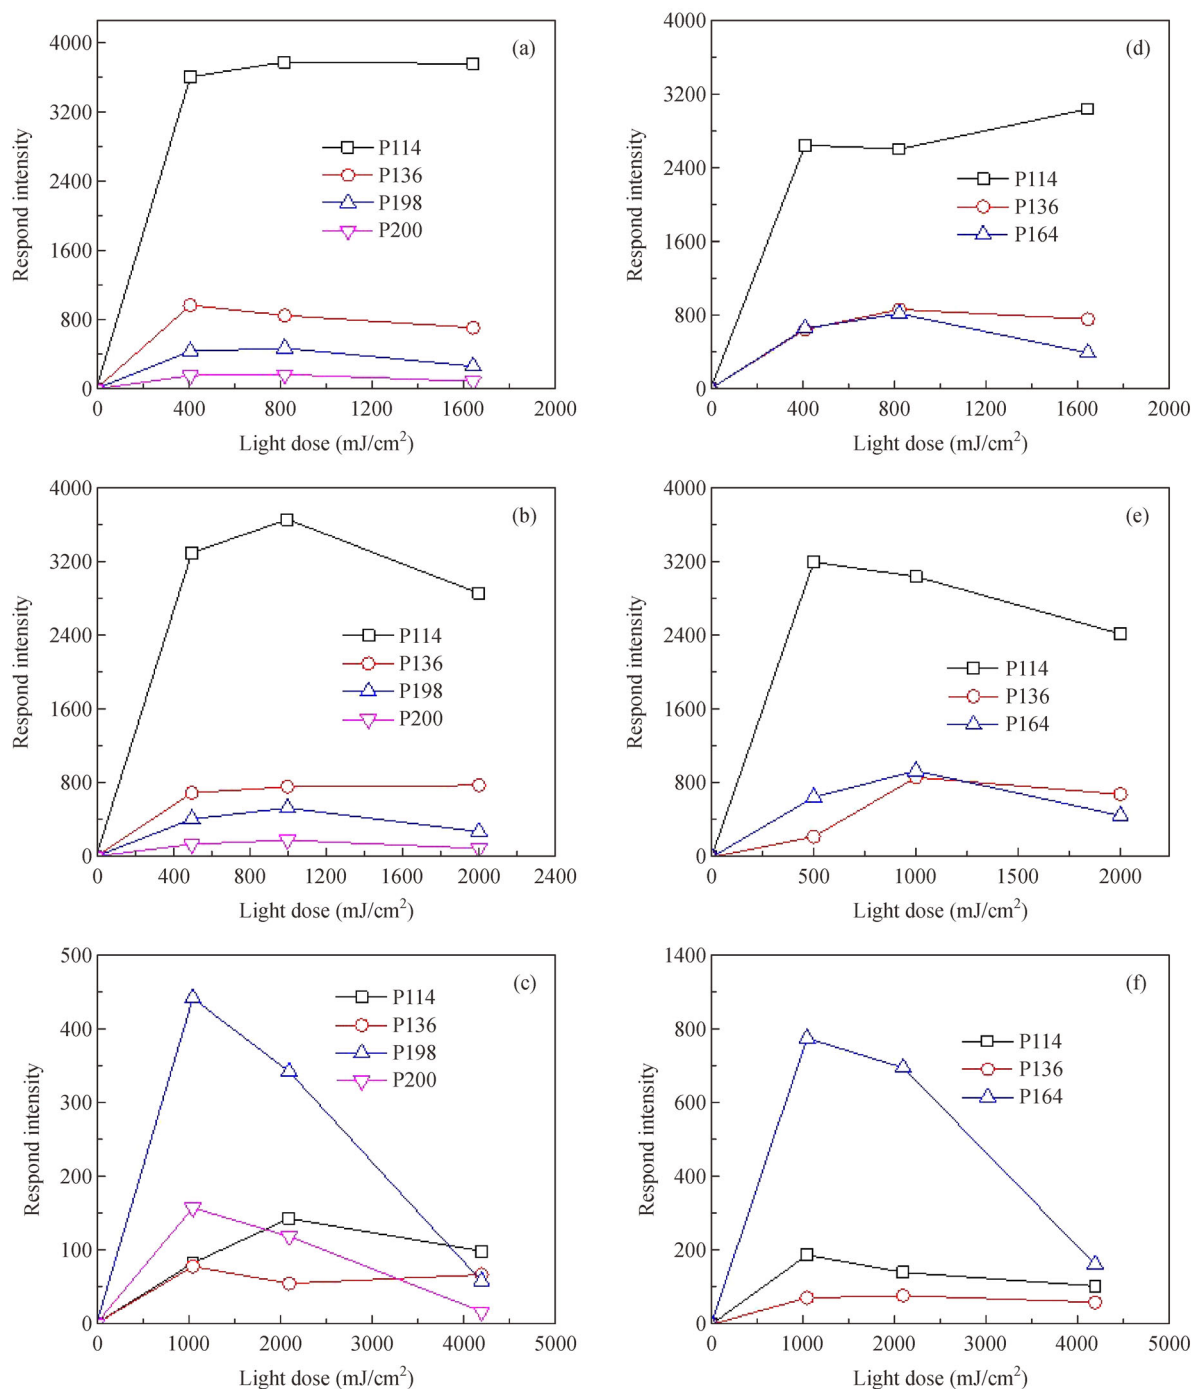 (a)
4000
3200
2400
1600
800
0
Respond intensity
P114
P136
P198
P200
0 400 800 1200 1600 2000
Light dose (mJ/cm²)
(d)
4000
3200
2400
1600
800
0
Respond intensity
P114
P136
P164
0 400 800 1200 1600 2000
Light dose (mJ/cm²)
(b)
4000
3200
2400
1600
800
0
Respond intensity
P114
P136
P198
P200
0 400 800 1200 1600 2000 2400
Light dose (mJ/cm²)
(e)
4000
3200
2400
1600
800
0
Respond intensity
P114
P136
P164
0 500 1000 1500 2000
Light dose (mJ/cm²)
(c)
500
400
300
200
100
0
Respond intensity
P114
P136
P198
P200
0 1000 2000 3000 4000 5000
Light dose (mJ/cm²)
(f)
1400
800
600
400
200
0
Respond intensity
P114
P136
P164
0 1000 2000 3000 4000 5000
Light dose (mJ/cm²)